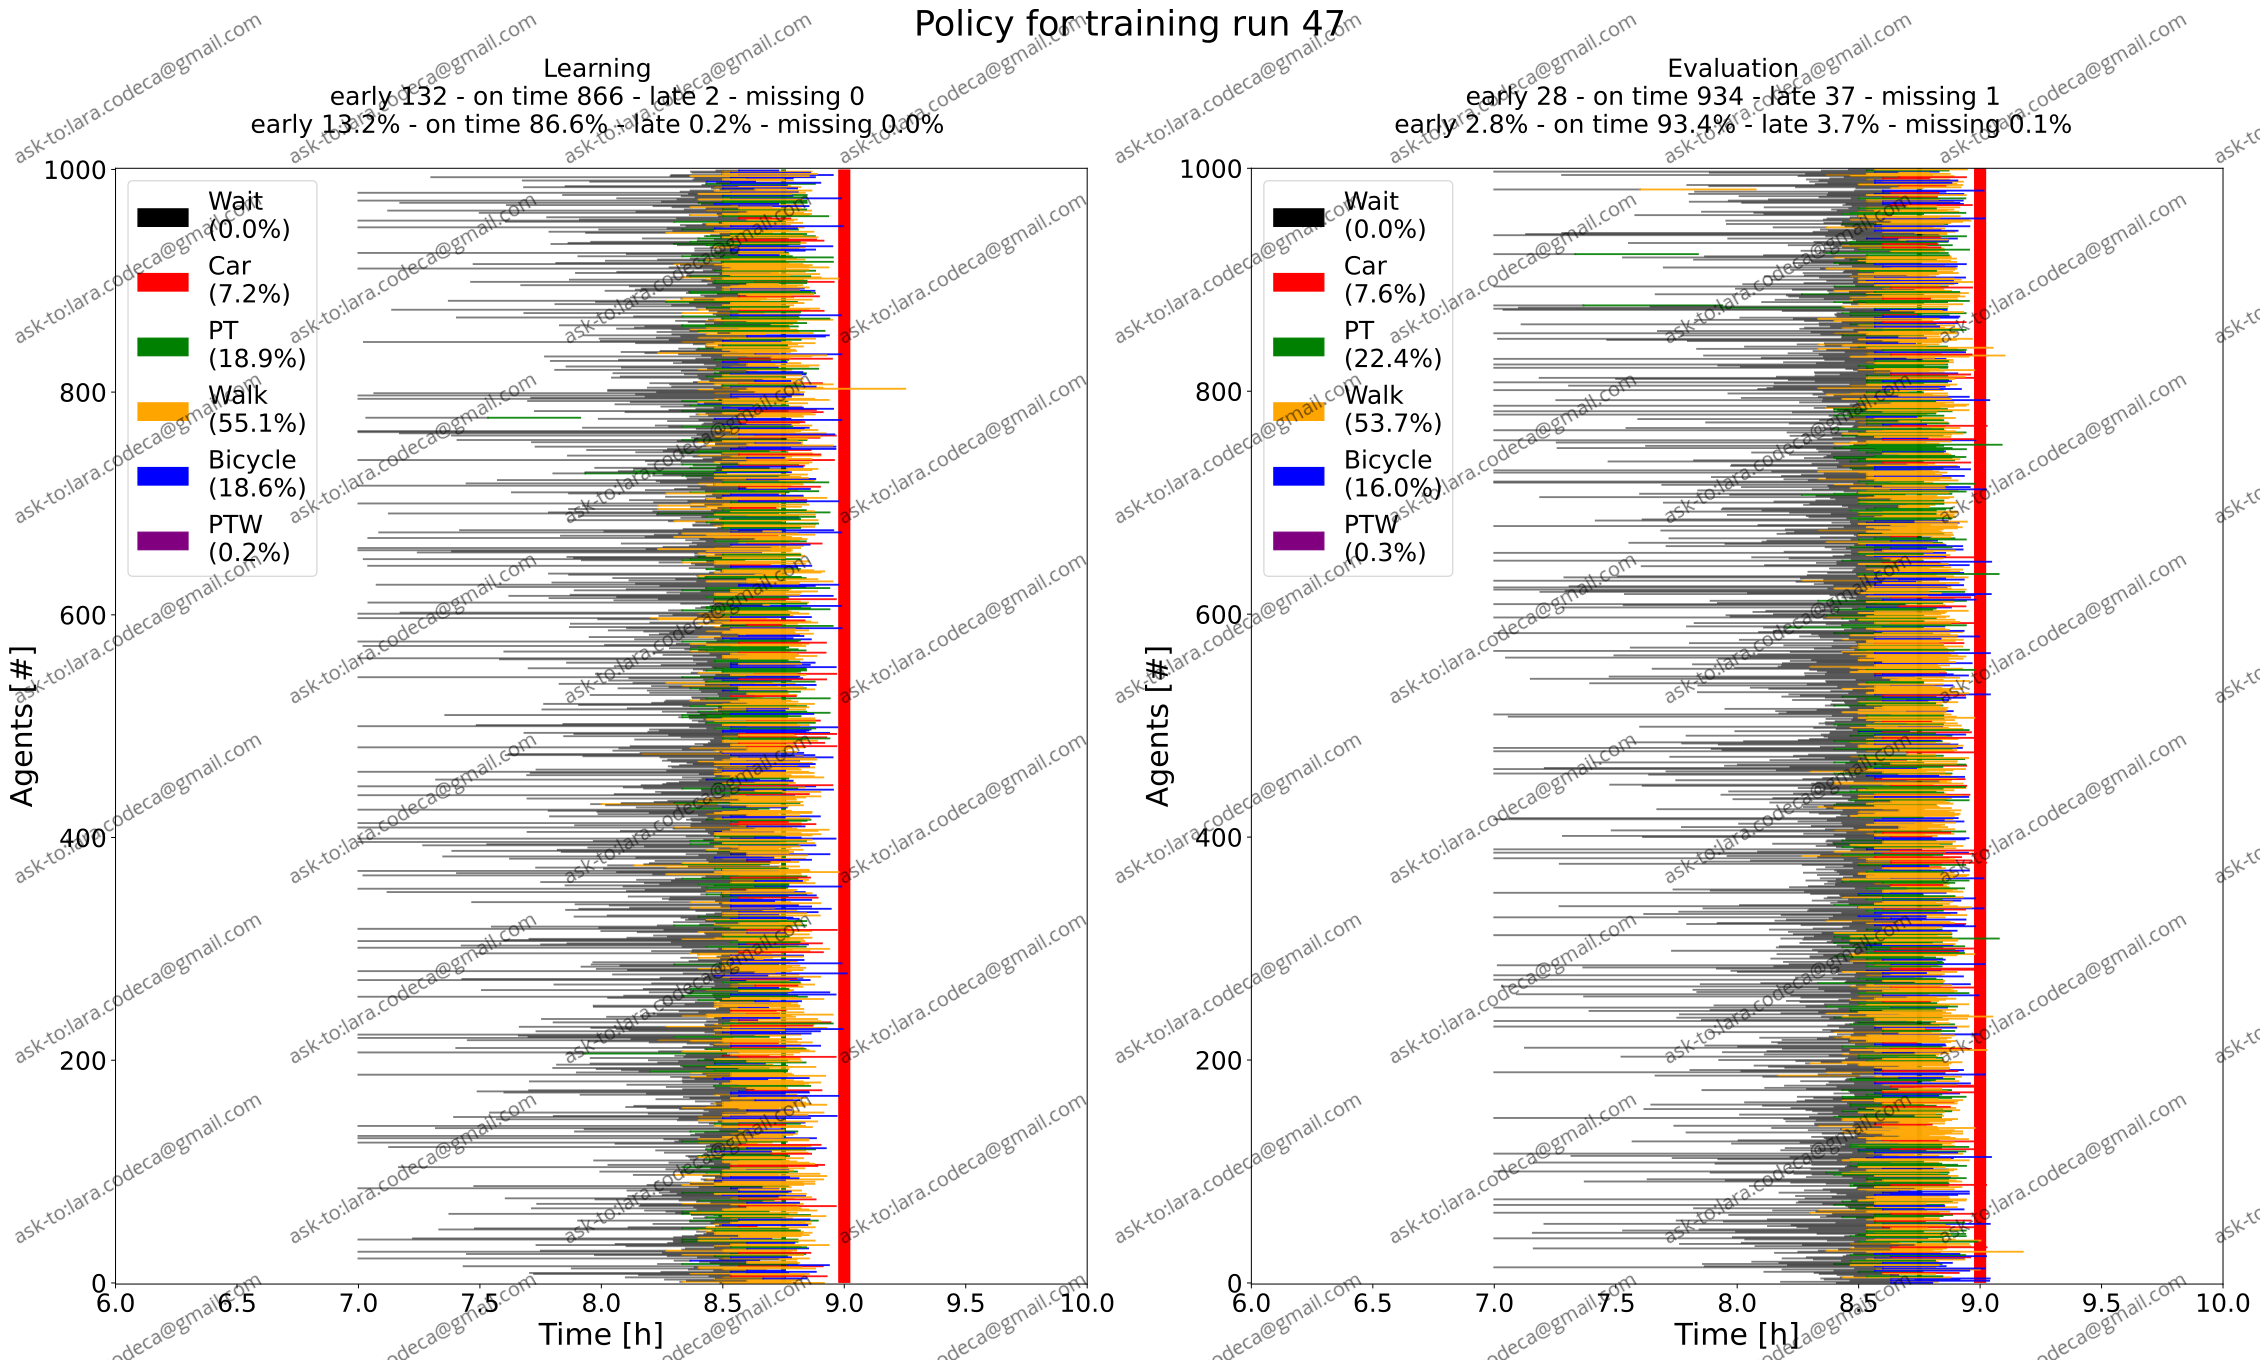 Policy for training run 47
Learning
early 132 - on time 866 - late 2 - missing 0
early 13.2% - on time 86.6% - late 0.2% - missing 0.0%
Agents [#]
1000
800
600
400
200
0
Wait
(0.0%)
Car
(7.2%)
PT
(18.9%)
Walk
(55.1%)
Bicycle
(18.6%)
PTW
(0.2%)
6.0 6.5 7.0 7.5 8.0 8.5 9.0 9.5 10.0
Time [h]
Evaluation
early 28 - on time 934 - late 37 - missing 1
early 2.8% - on time 93.4% - late 3.7% - missing 0.1%
Agents [#]
1000
800
600
400
200
0
Wait
(0.0%)
Car
(7.6%)
PT
(22.4%)
Walk
(53.7%)
Bicycle
(16.0%)
PTW
(0.3%)
6.0 6.5 7.0 7.5 8.0 8.5 9.0 9.5 10.0
Time [h]
ask-to:lara.codeca@gmail.com